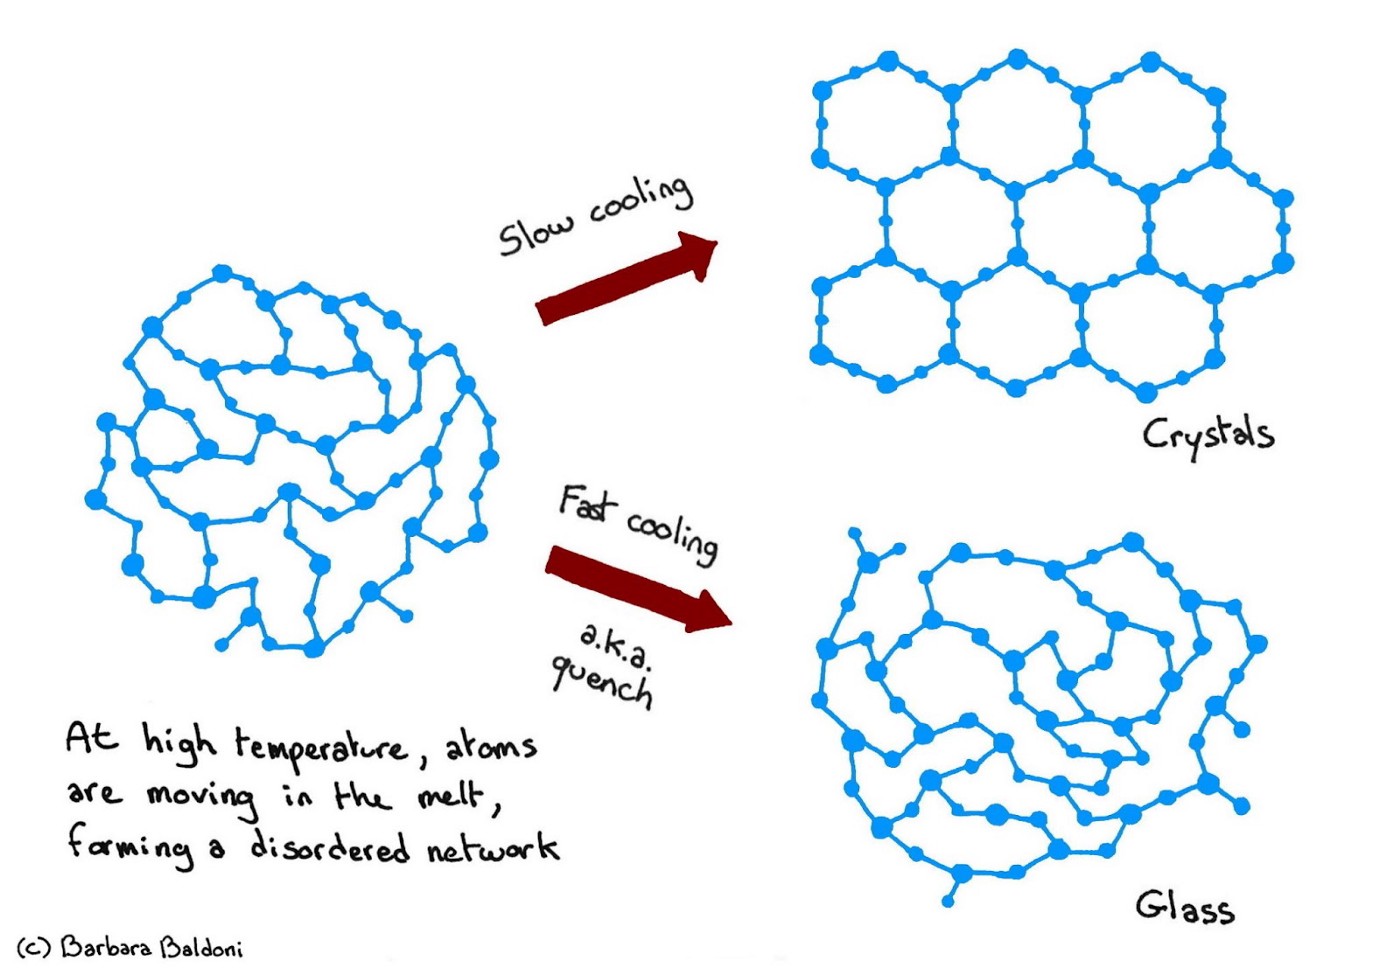 Slow cooling
Crystals
Fast cooling
a.k.a.
quench
At high temperature, atoms
are moving in the melt,
forming a disordered network
Glass
(c) Barbara Baldoni